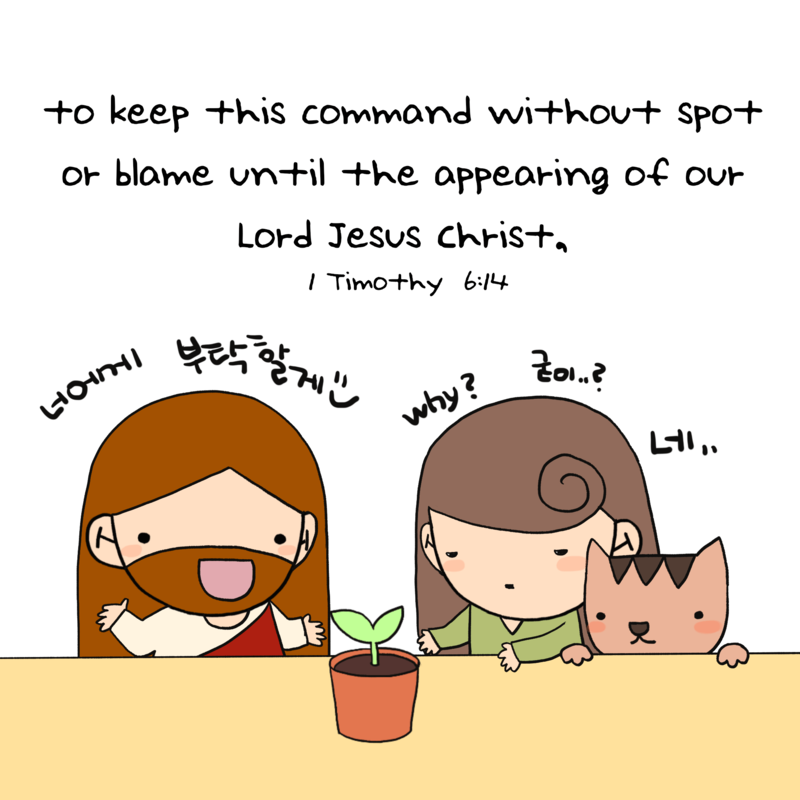 to keep this command without spot
or blame until the appearing of our
Lord Jesus Christ,
1 Timothy 6:14
너에게 부탁할게
why? 굳이..?
네..